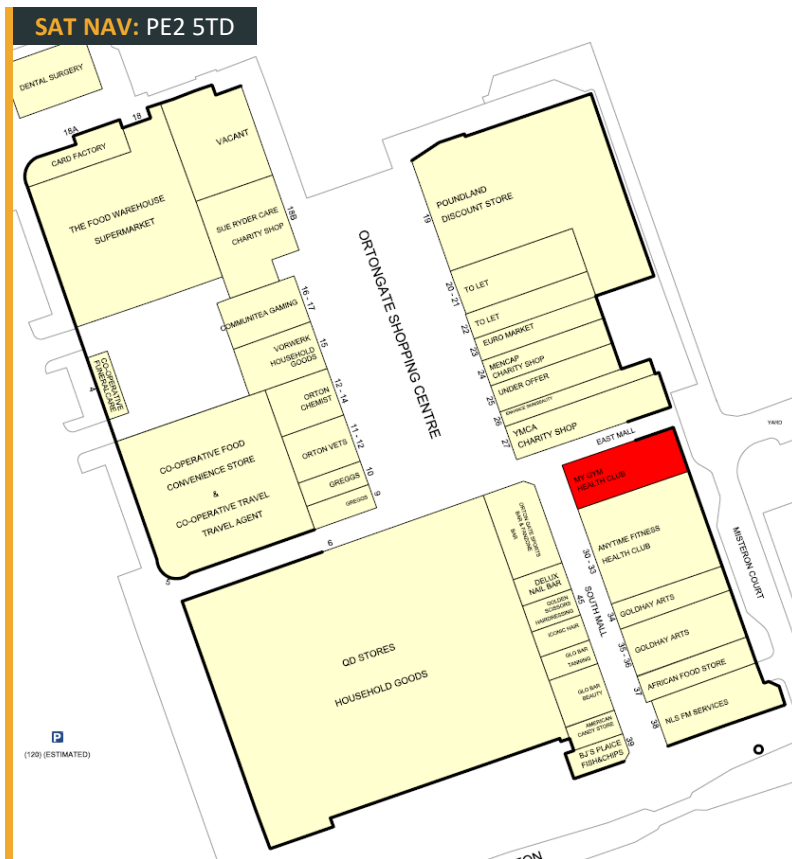 SAT NAV: PE2 5TD
DENTAL SURGERY
18A
18
CARD FACTORY
VACANT
THE FOOD WAREHOUSE
SUPERMARKET
SUE RYDER CARE
CHARITY SHOP
18B
16 - 17
COMMUNITEA GAMING
15
VORWERK
HOUSEHOLD
GOODS
12 - 14
ORTON
CHEMIST
11 - 12
ORTON VETS
10
GREGGS
9
GREGGS
4
CO-OPERATIVE
FUNERALCARE
CO-OPERATIVE FOOD
CONVENIENCE STORE
&
CO-OPERATIVE TRAVEL
TRAVEL AGENT
5
6
ORTONGATE SHOPPING CENTRE
POUNDLAND
DISCOUNT STORE
19
20 - 21
TO LET
22
TO LET
23
EURO MARKET
24
MENCAP
CHARITY SHOP
25
UNDER OFFER
26
27
YMCA
CHARITY SHOP
EAST MALL
YARD
MY GYM
HEALTH CLUB
MISTERON COURT
ANYTIME FITNESS
HEALTH CLUB
30 - 33
SOUTH MALL
34
GOLDHAY ARTS
35 - 36
GOLDHAY ARTS
37
AFRICAN FOOD STORE
38
NLS FM SERVICES
ORTON GATE SPORTS
BAR & TANDONE
BAR
DELUX
NAIL BAR
45
GOLDEN
SCISSORS
HAIRDRESSING
ICONIC HAIR
GLO BAR
TANNING
GLO BAR
BEAUTY
AMERICAN
CANDY STORE
39
BJ'S PLAICE
FISH&CHIPS
QD STORES
HOUSEHOLD GOODS
P
(120) (ESTIMATED)